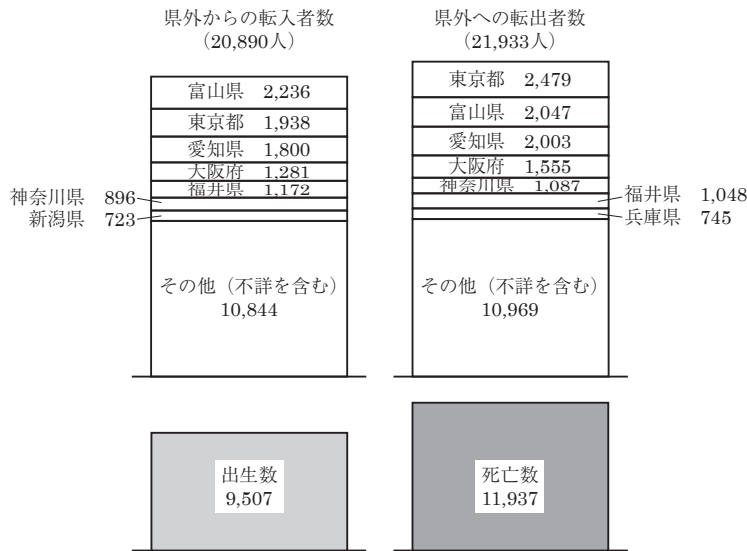 県外からの転入者数
(20,890人)
富山県 2,236
東京都 1,938
愛知県 1,800
大阪府 1,281
福井県 1,172
神奈川県 896
新潟県 723
その他（不詳を含む）
10,844
県外への転出者数
(21,933人)
東京都 2,479
富山県 2,047
愛知県 2,003
大阪府 1,555
神奈川県 1,087
福井県 1,048
兵庫県 745
その他（不詳を含む）
10,969
出生数
9,507
死亡数
11,937